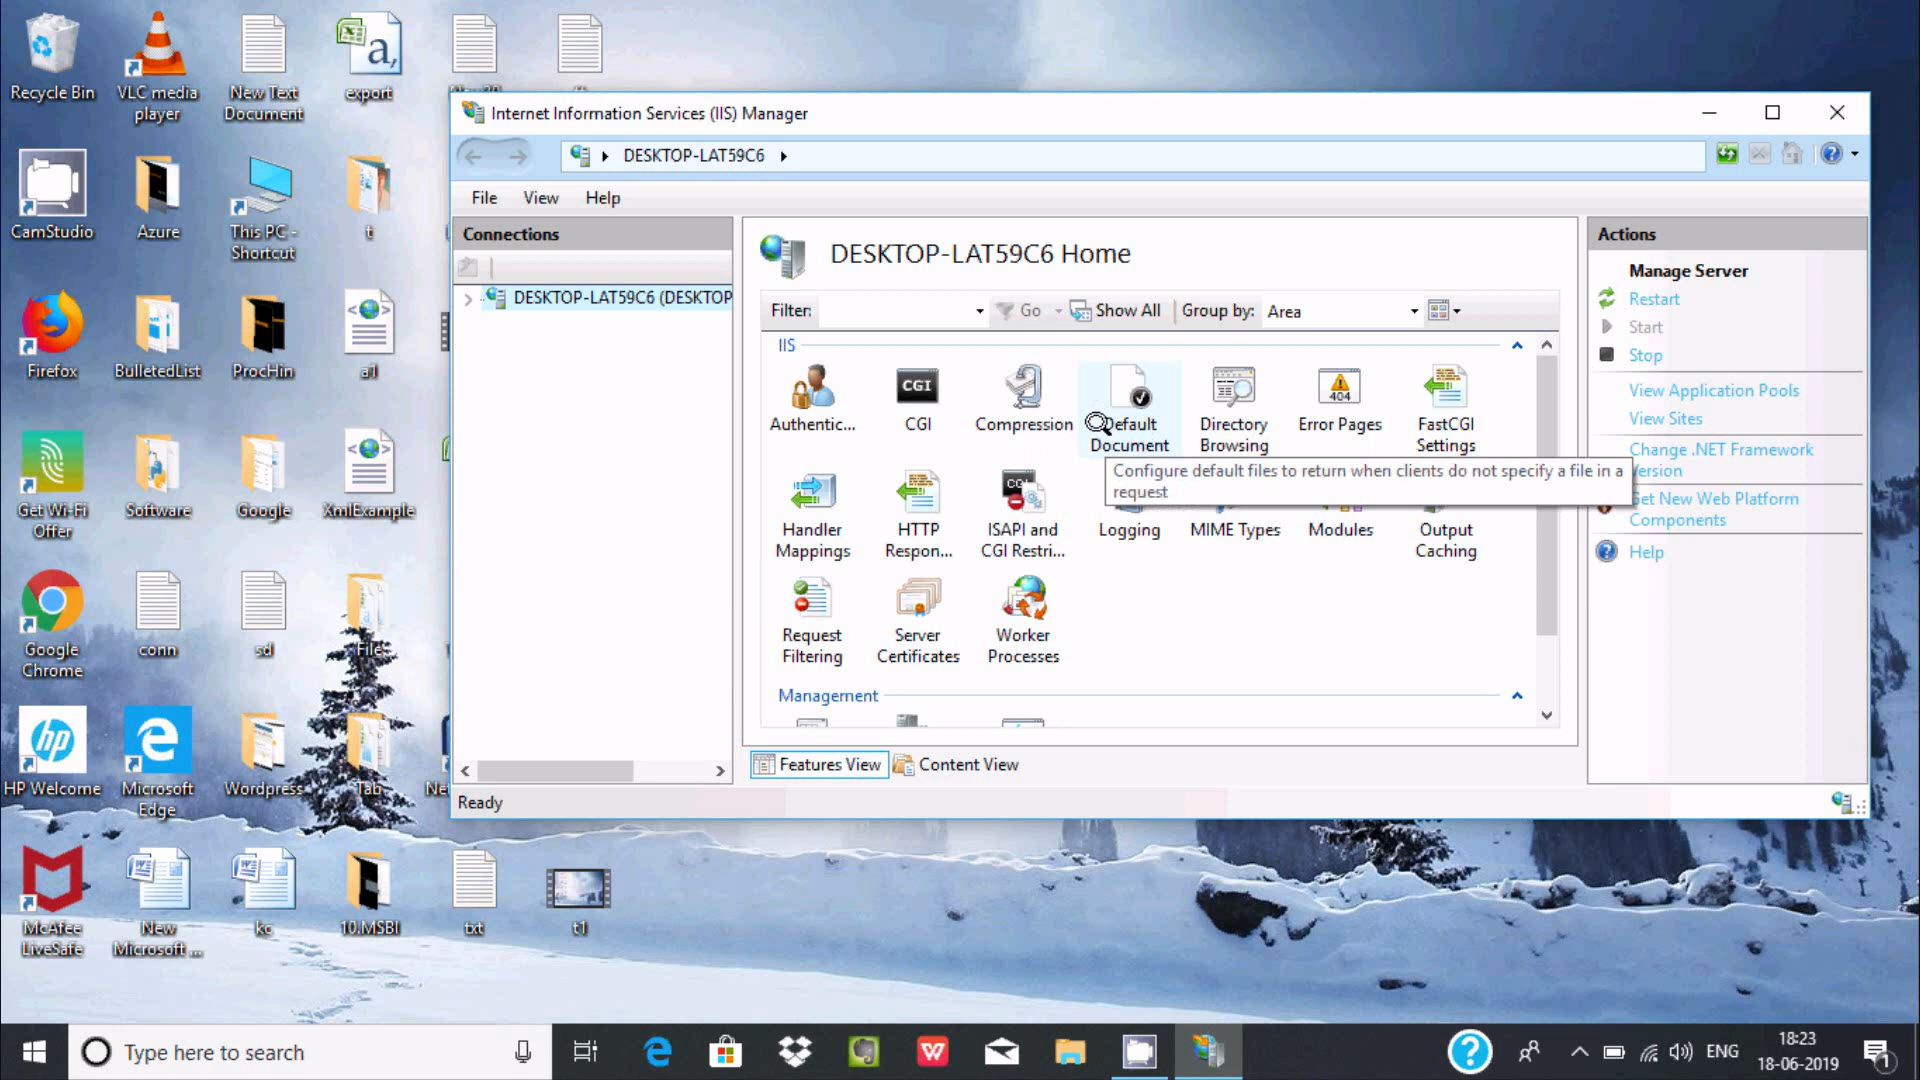 Recycle Bin
VLC media
player
New Text
Document
export
a,
CamStudio
Azure
This PC -
Shortcut
t
Firefox
BulletedList
ProcHin
a1
Get Wi-Fi
Offer
Software
Google
XmlExample
Google
Chrome
conn
sd
File
hp
HP Welcome
Microsoft
Edge
Wordpress
Tab
McAfee
LiveSafe
New
Microsoft ...
kc
10.MSBI
txt
t1
Internet Information Services (IIS) Manager
DESKTOP-LAT59C6
File View Help
Connections
DESKTOP-LAT59C6 (DESKTOP
DESKTOP-LAT59C6 Home
Filter: Go Show All Group by: Area
IIS
Authentic...
CGI
CGI
Compression
Default
Document
Directory
Browsing
404
Error Pages
FastCGI
Settings
Configure default files to return when clients do not specify a file in a
request
Handler
Mappings
HTTP
Respon...
ISAPI and
CGI Restri...
Logging
MIME Types
Modules
Output
Caching
Request
Filtering
Server
Certificates
Worker
Processes
Management
Features View Content View
Ready
Actions
Manage Server
Restart
Start
Stop
View Application Pools
View Sites
Change .NET Framework
Version
Get New Web Platform
Components
Help
Type here to search
ENG
18:23
18-06-2019
1